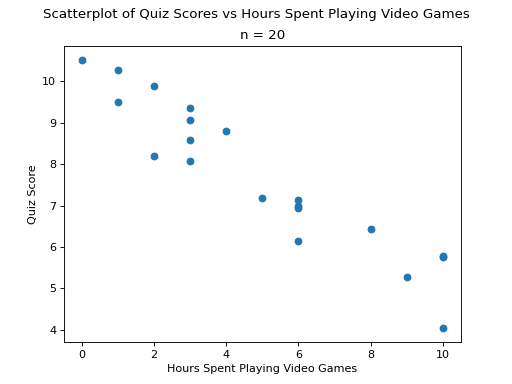 Scatterplot of Quiz Scores vs Hours Spent Playing Video Games
n = 20
10
9
8
7
6
5
4
Quiz Score
0 2 4 6 8 10
Hours Spent Playing Video Games